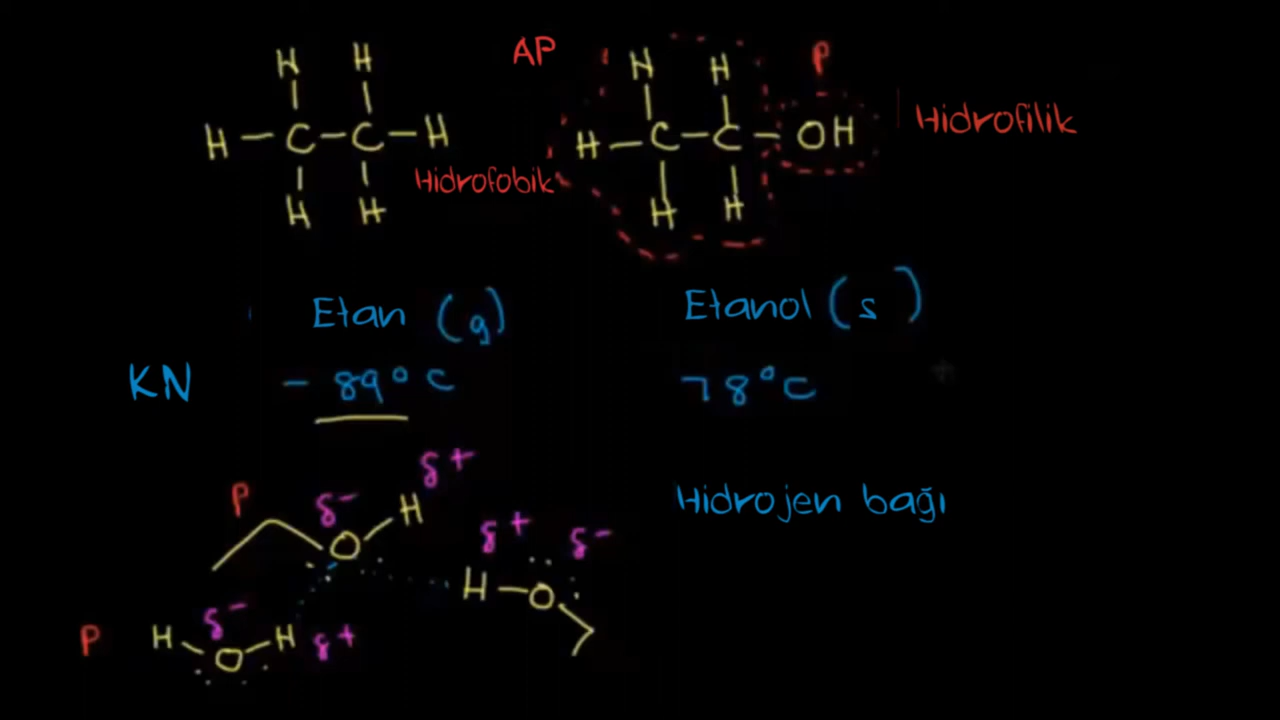 H H
H-C-C-H
H H
Hidrofobik
AP
P
H H
H-C-C-OH
H H
Hidrofilik
Etan (g)
Etanol (s)
KN
- 89°C
78°C
Hidrojen bağı
P
δ- H δ+
O
δ+ δ-
H-O
P H δ- H δ+
O